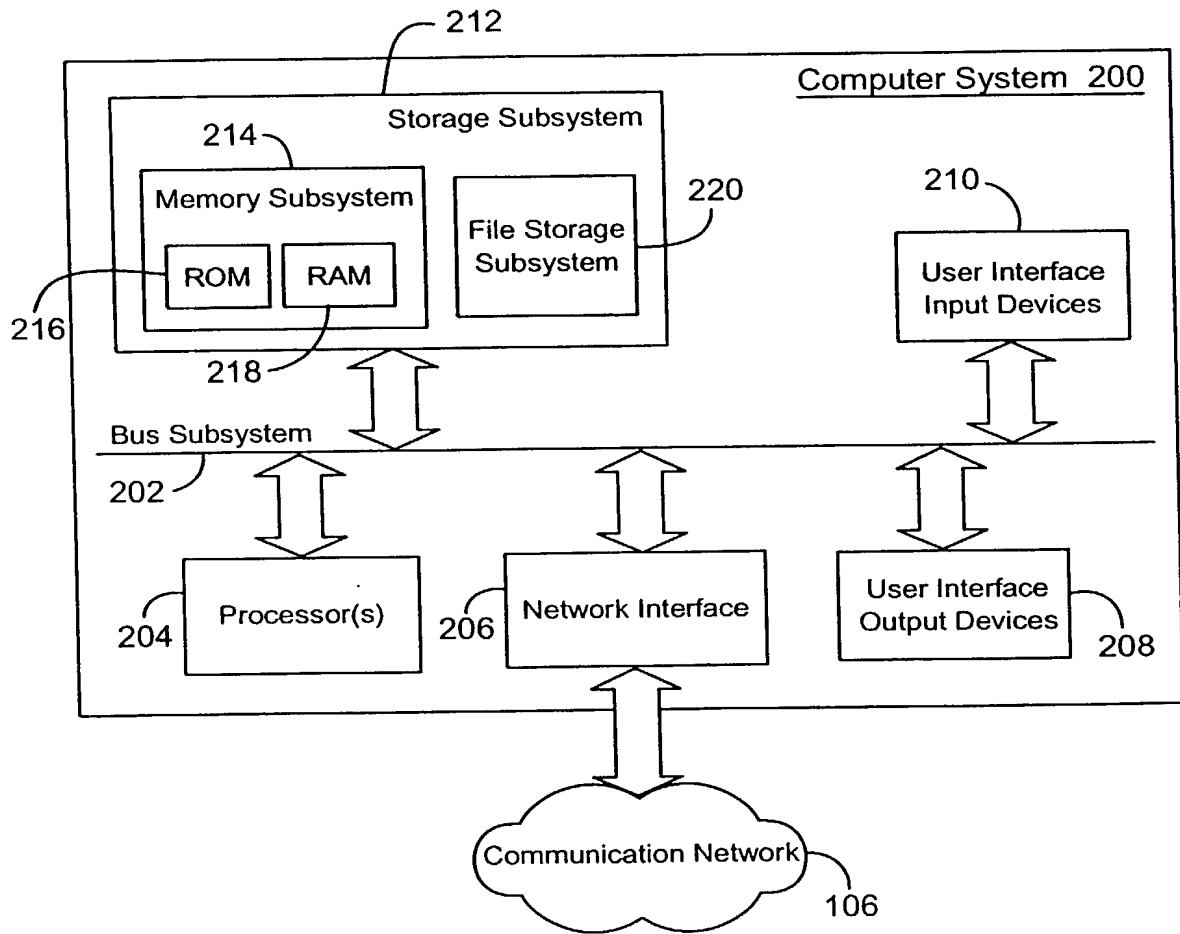 212
Computer System 200
Storage Subsystem
214
Memory Subsystem
220
210
File Storage
Subsystem
ROM
RAM
User Interface
Input Devices
216
218
Bus Subsystem
202
Processor(s)
204
Network Interface
206
User Interface
Output Devices
208
Communication Network
106